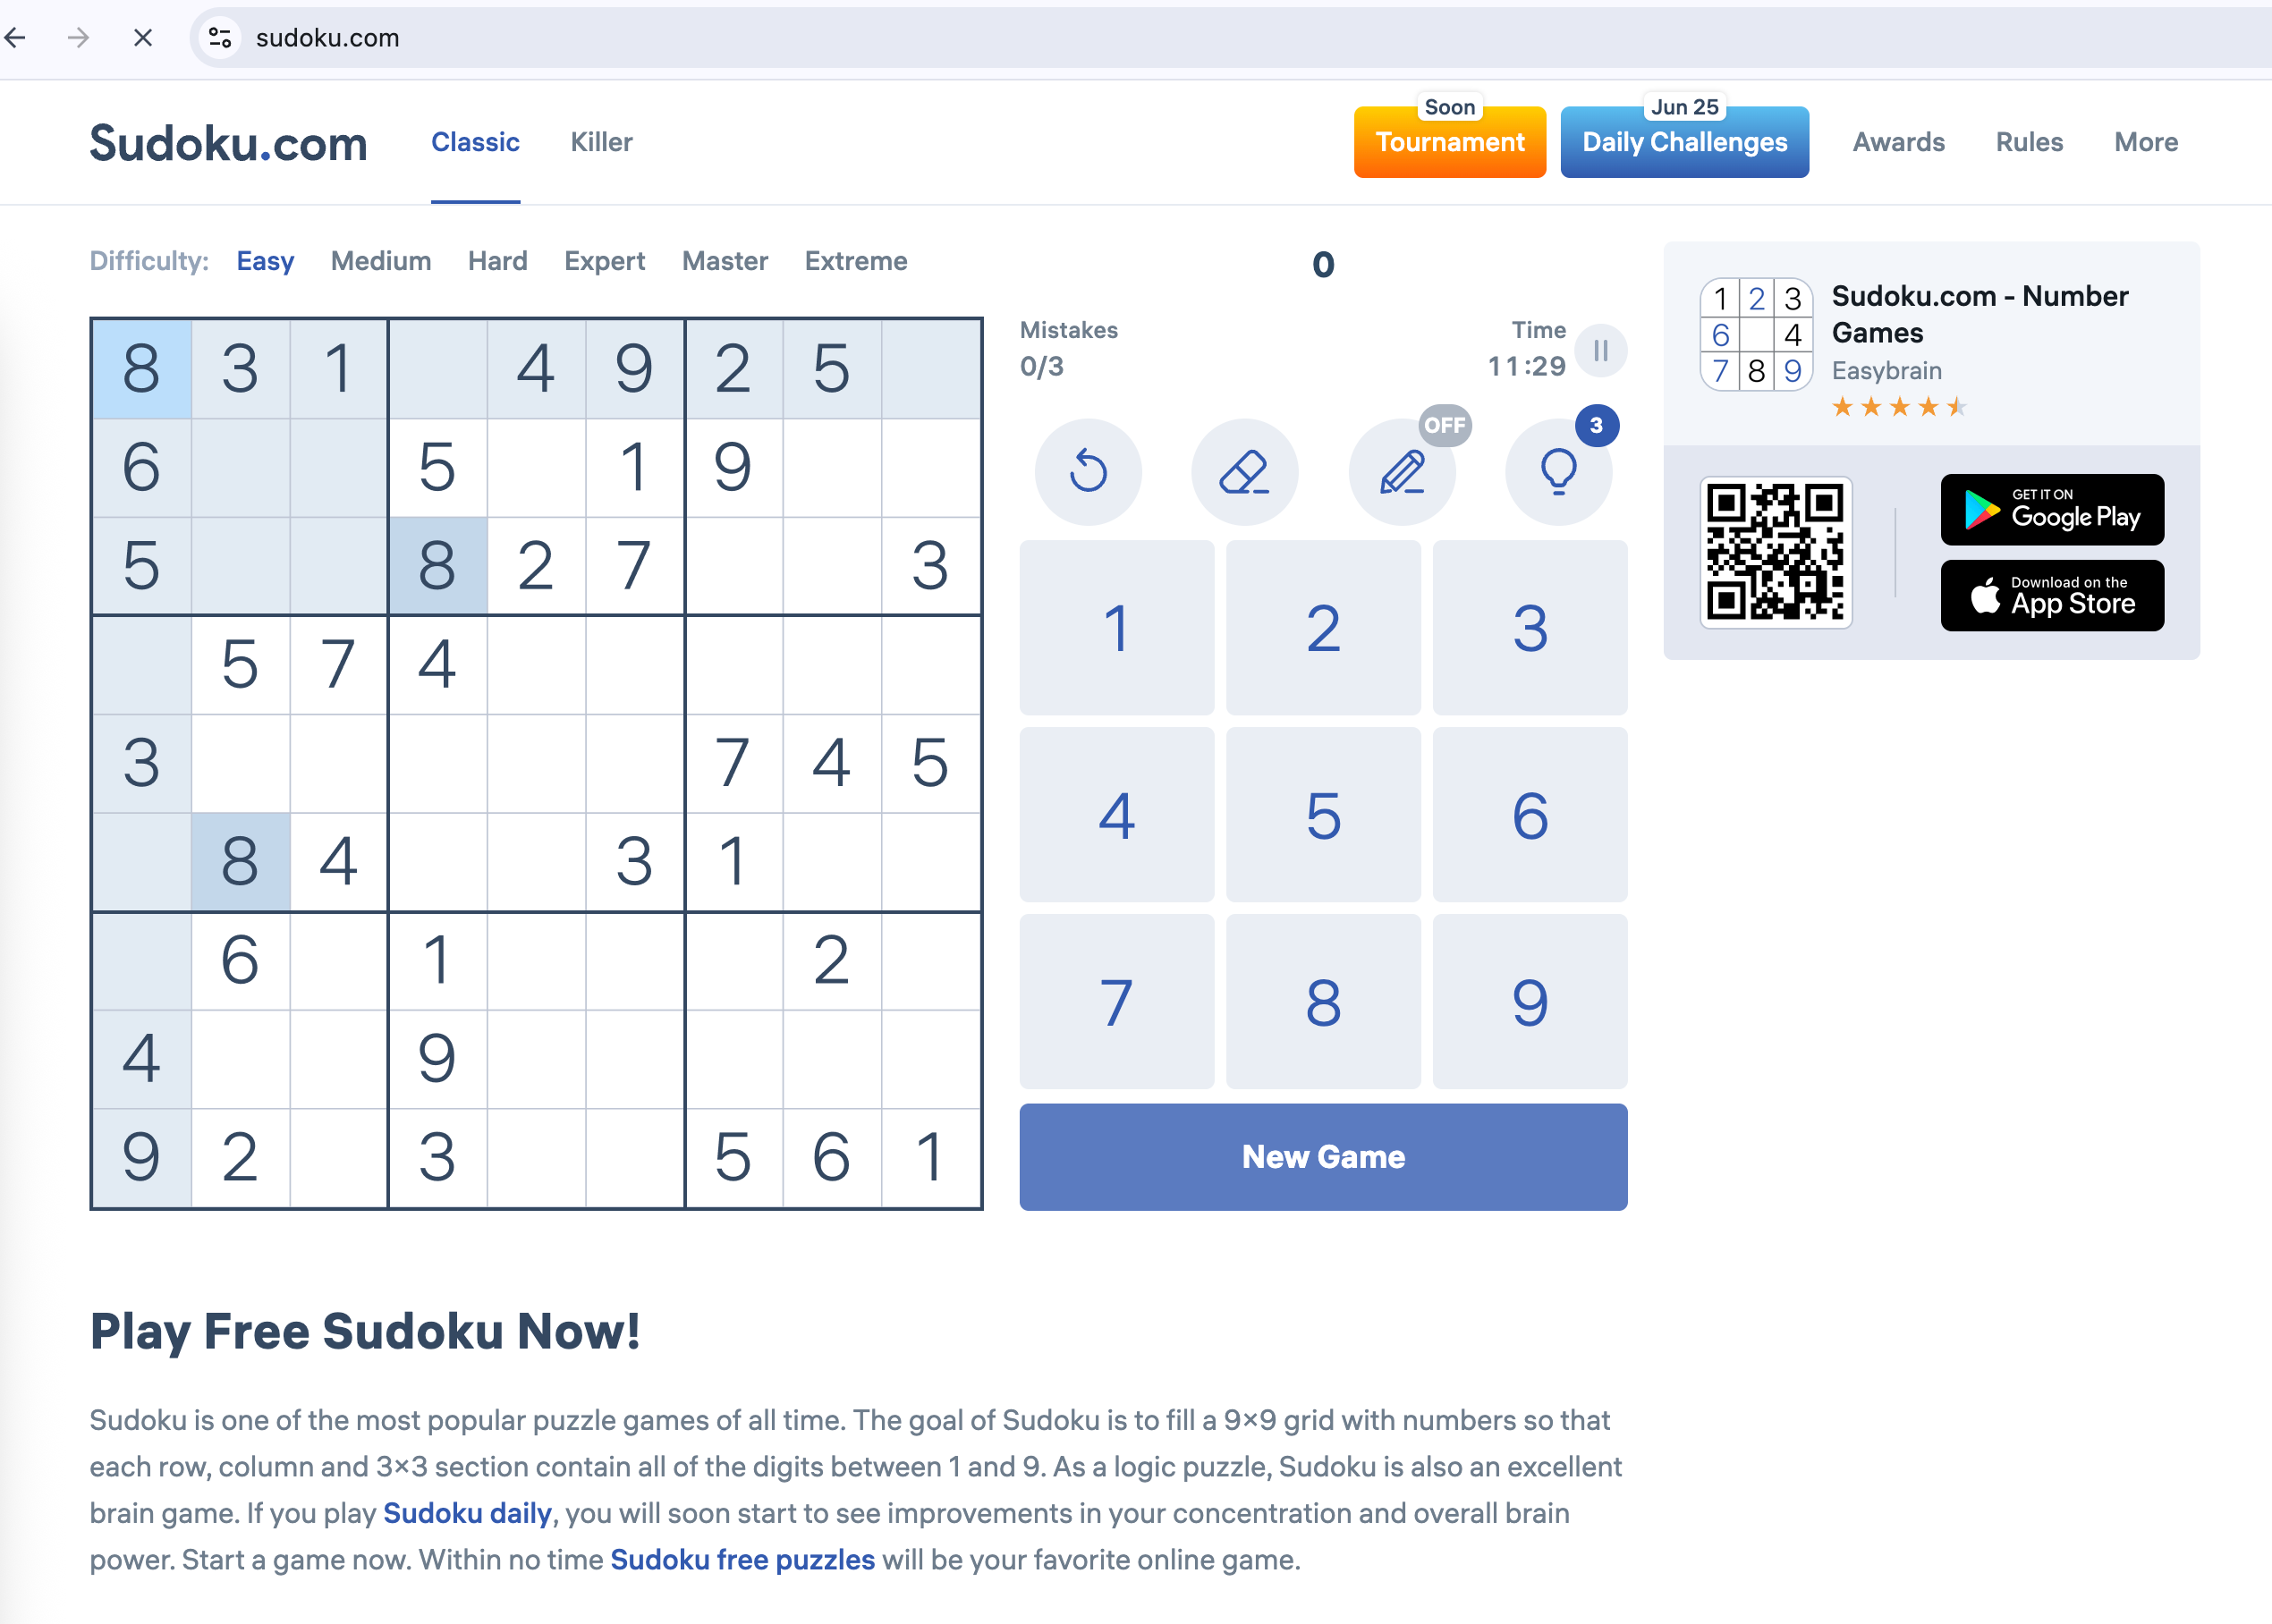 sudoku.com
Soon
Jun 25
Sudoku.com Classic Killer Tournament Daily Challenges Awards Rules More
Difficulty: Easy Medium Hard Expert Master Extreme
0
8 3 1 4 9 2 5
6 5 1 9
5 8 2 7 3
5 7 4
3 7 4 5
8 4 3 1
6 1 2
4 9
9 2 3 5 6 1
Mistakes
0/3
Time
11:29
OFF
3
1 2 3
4 5 6
7 8 9
New Game
1 2 3
6 4
7 8 9
Sudoku.com - Number
Games
Easybrain
GET IT ON
Google Play
Download on the
App Store
Play Free Sudoku Now!
Sudoku is one of the most popular puzzle games of all time. The goal of Sudoku is to fill a 9×9 grid with numbers so that
each row, column and 3×3 section contain all of the digits between 1 and 9. As a logic puzzle, Sudoku is also an excellent
brain game. If you play Sudoku daily, you will soon start to see improvements in your concentration and overall brain
power. Start a game now. Within no time Sudoku free puzzles will be your favorite online game.